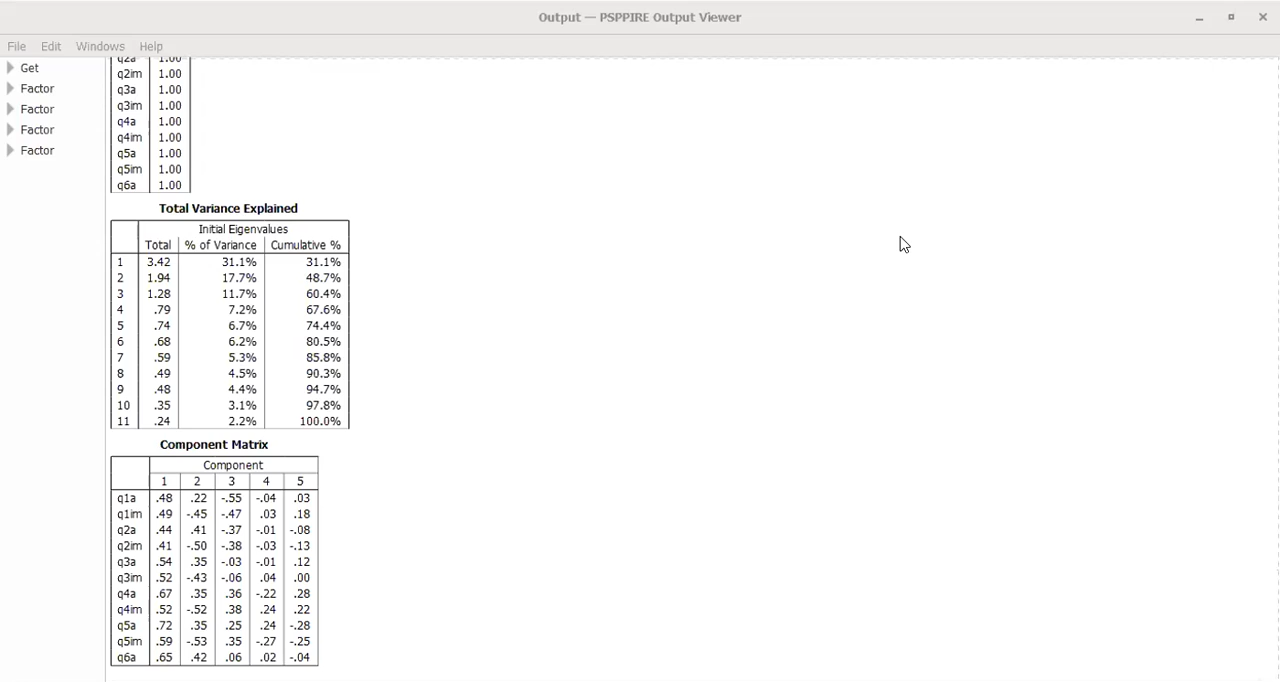 Output — PSPPIRE Output Viewer
File Edit Windows Help
Get
Factor
Factor
Factor
Factor
q2a 1.00
q2im 1.00
q3a 1.00
q3im 1.00
q4a 1.00
q4im 1.00
q5a 1.00
q5im 1.00
q6a 1.00
Total Variance Explained
Initial Eigenvalues
Total % of Variance Cumulative %
1 3.42 31.1% 31.1%
2 1.94 17.7% 48.7%
3 1.28 11.7% 60.4%
4 .79 7.2% 67.6%
5 .74 6.7% 74.4%
6 .68 6.2% 80.5%
7 .59 5.3% 85.8%
8 .49 4.5% 90.3%
9 .48 4.4% 94.7%
10 .35 3.1% 97.8%
11 .24 2.2% 100.0%
Component Matrix
Component
1 2 3 4 5
q1a .48 .22 -.55 -.04 .03
q1im .49 -.45 -.47 .03 .18
q2a .44 .41 -.37 -.01 -.08
q2im .41 -.50 -.38 -.03 -.13
q3a .54 .35 -.03 -.01 .12
q3im .52 -.43 -.06 .04 .00
q4a .67 .35 .36 -.22 .28
q4im .52 -.52 .38 .24 .22
q5a .72 .35 .25 .24 -.28
q5im .59 -.53 .35 -.27 -.25
q6a .65 .42 .06 .02 -.04